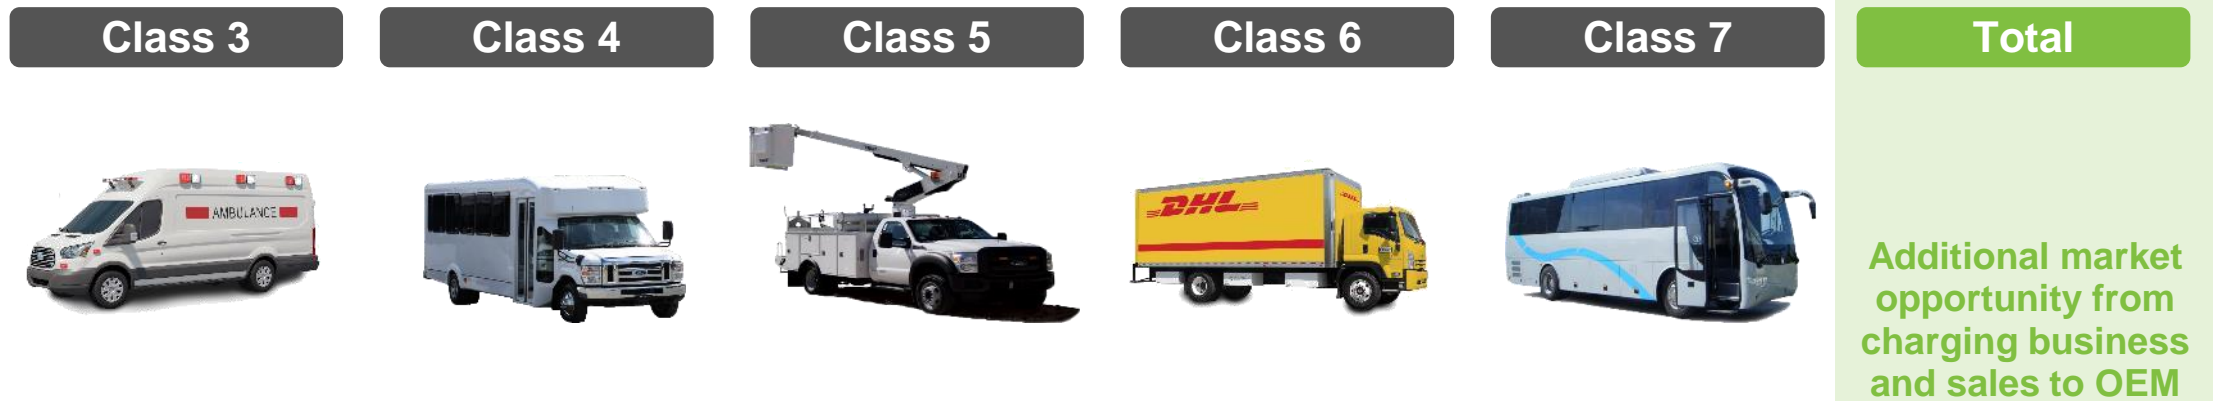 Class 3
Class 4
Class 5
Class 6
Class 7
Total
AMBULANCE
DHL
Additional market
opportunity from
charging business
and sales to OEM